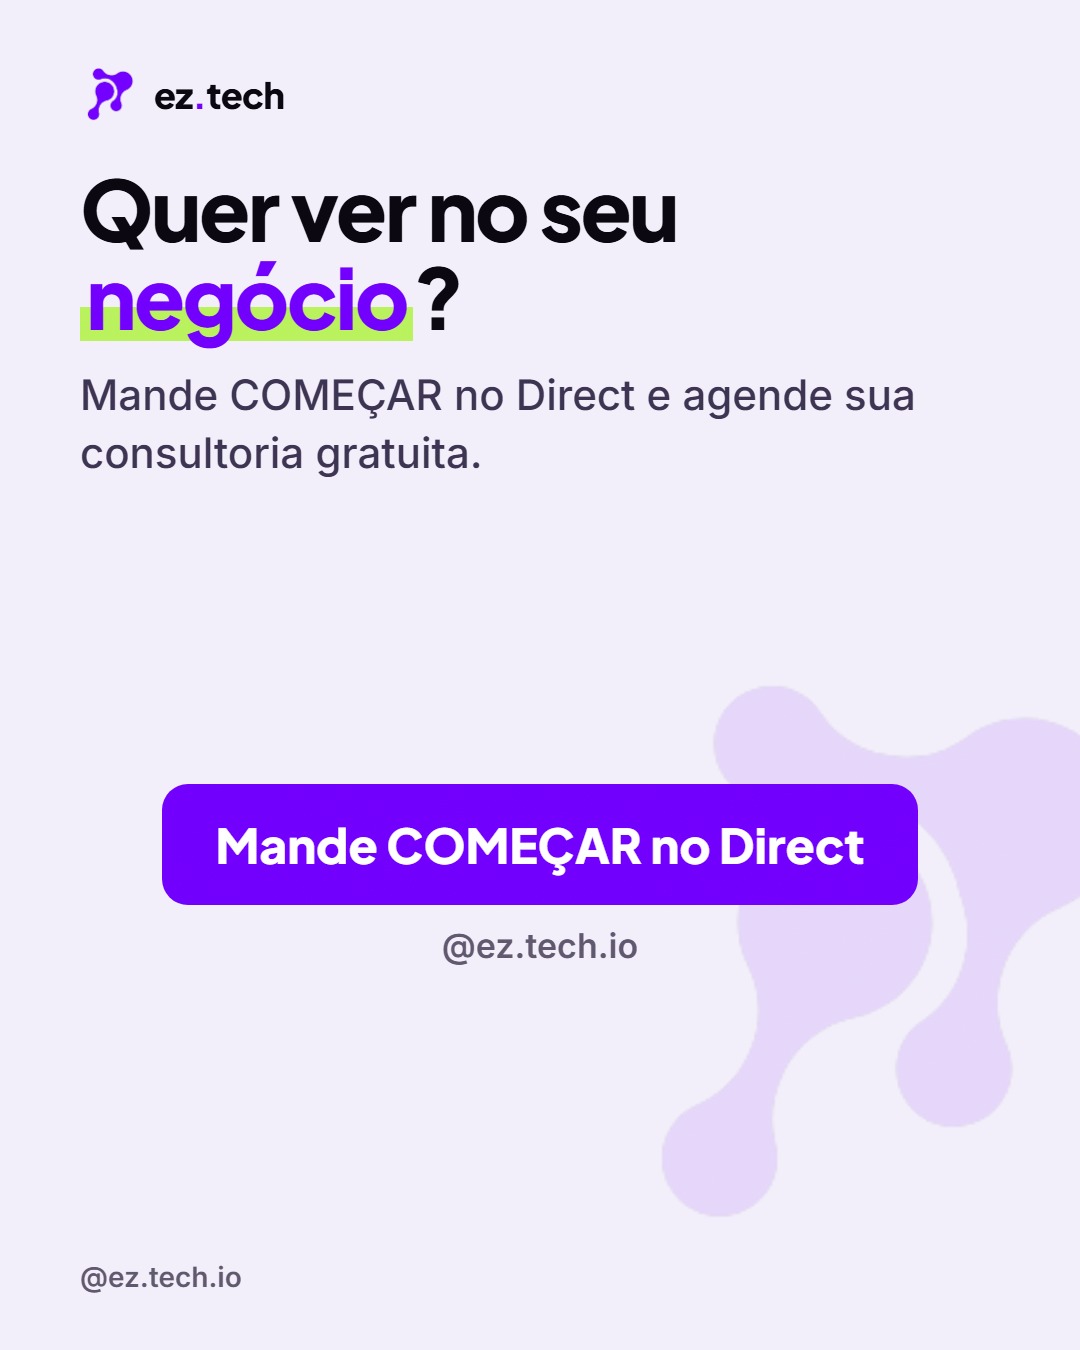 ez.tech
Quer ver no seu
negócio?
Mande COMEÇAR no Direct e agende sua
consultoria gratuita.
Mande COMEÇAR no Direct
@ez.tech.io
@ez.tech.io